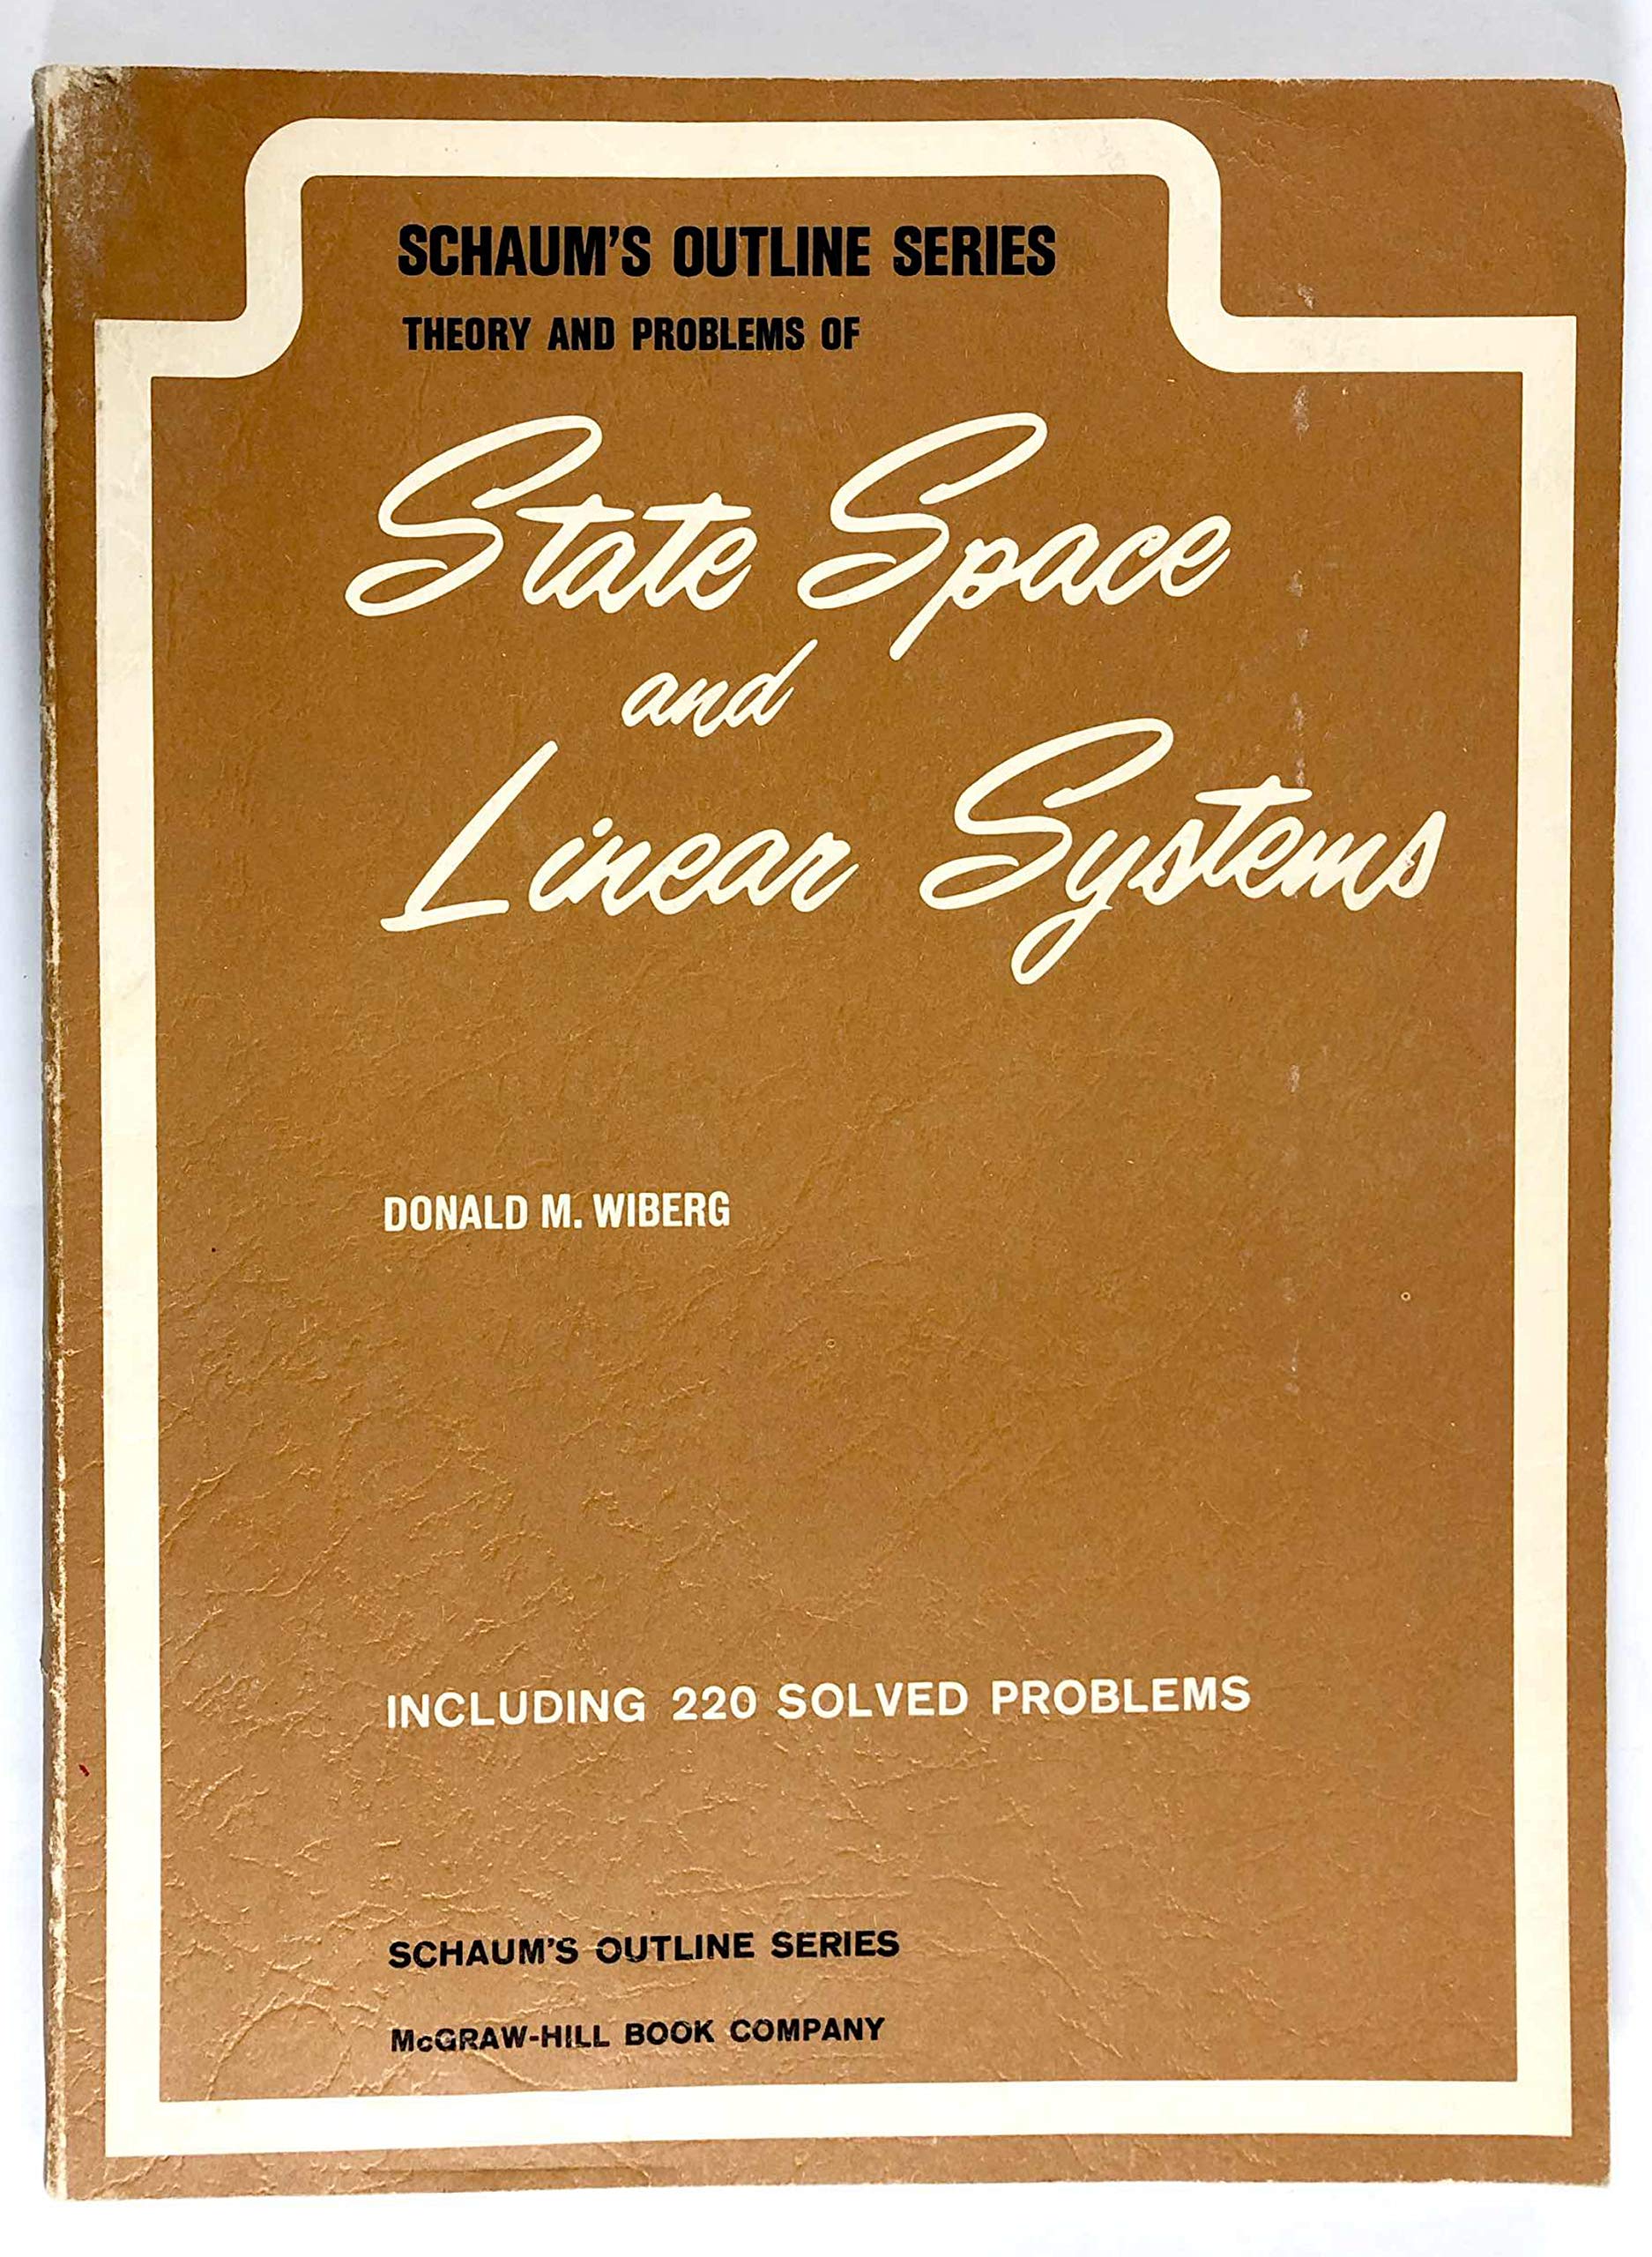 SCHAUM'S OUTLINE SERIES
THEORY AND PROBLEMS OF
State Space
and
Linear Systems
DONALD M. WIBERG
INCLUDING 220 SOLVED PROBLEMS
SCHAUM'S OUTLINE SERIES
McGRAW-HILL BOOK COMPANY